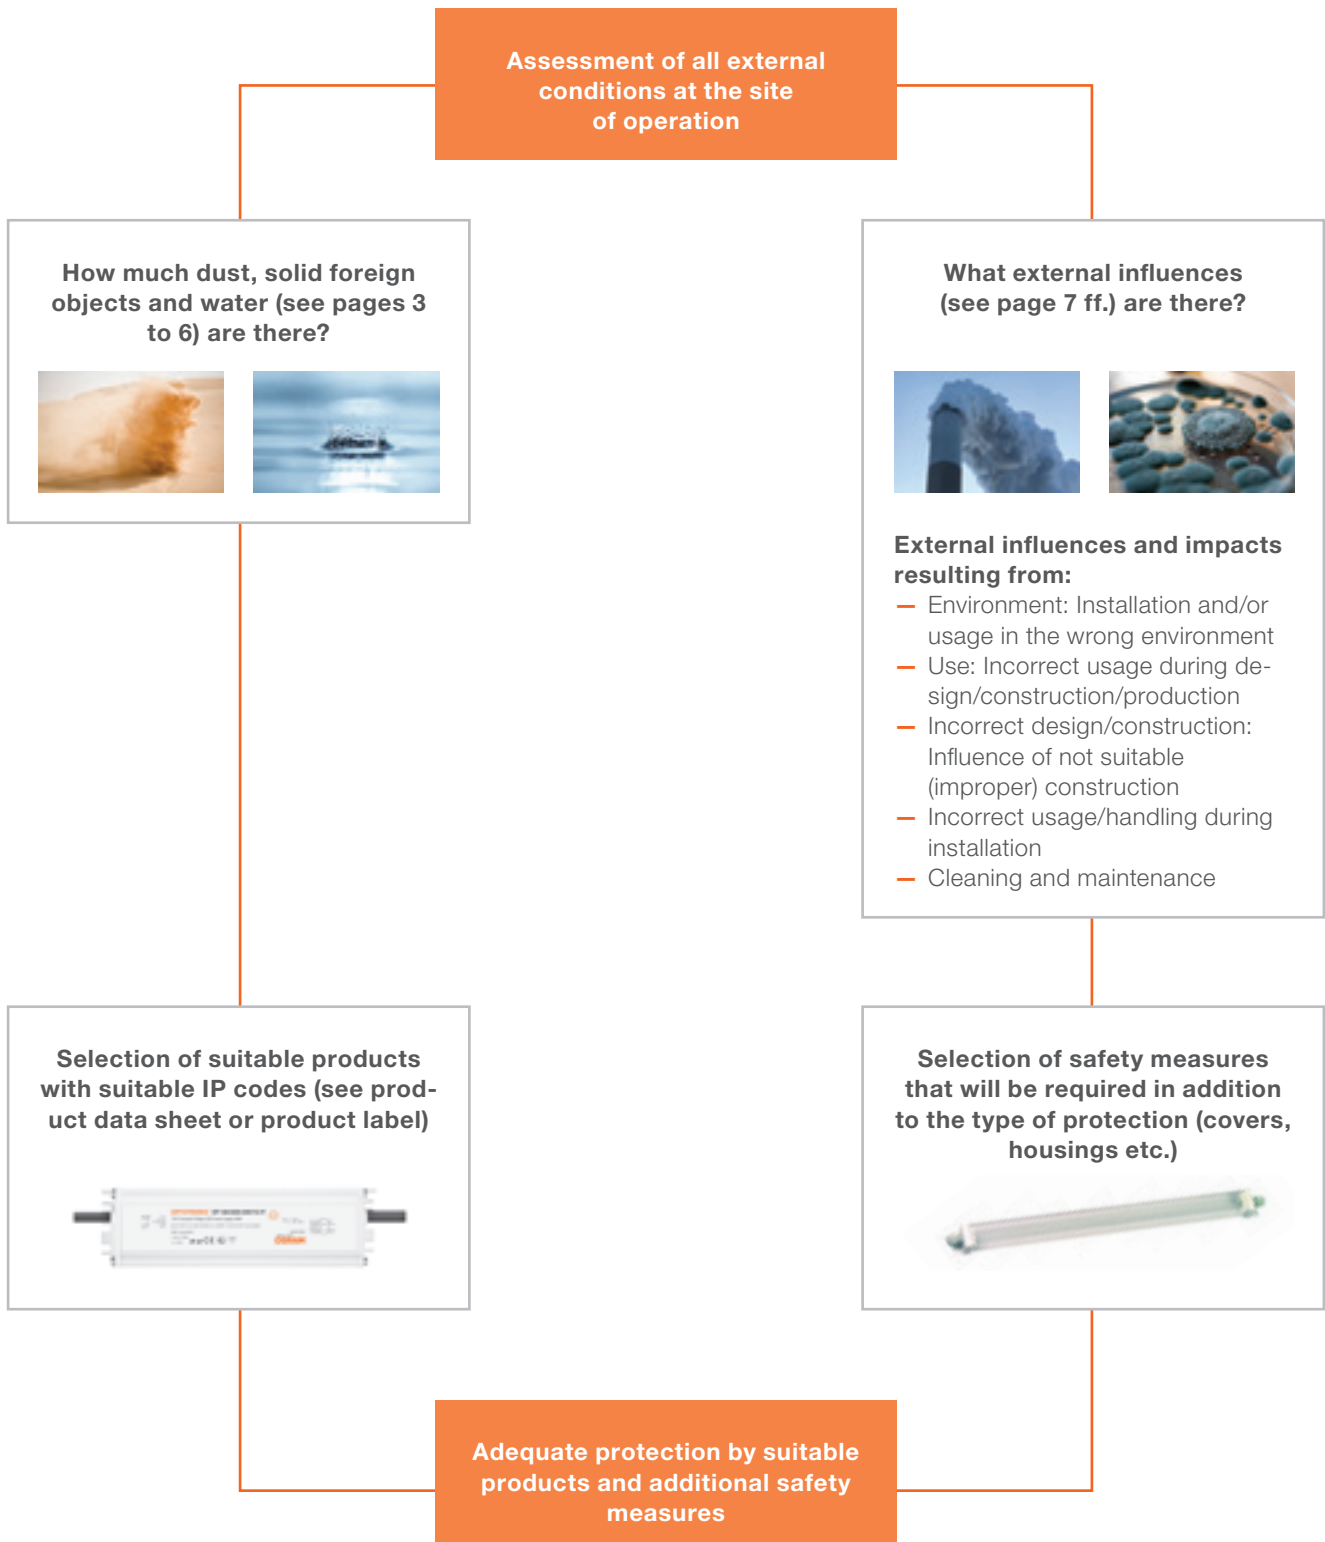 Assessment of all external
conditions at the site
of operation
How much dust, solid foreign
objects and water (see pages 3
to 6) are there?
What external influences
(see page 7 ff.) are there?
External influences and impacts
resulting from:
— Environment: Installation and/or
usage in the wrong environment
— Use: Incorrect usage during de-
sign/construction/production
— Incorrect design/construction:
Influence of not suitable
(improper) construction
— Incorrect usage/handling during
installation
— Cleaning and maintenance
Selection of suitable products
with suitable IP codes (see prod-
uct data sheet or product label)
OSRAM
Selection of safety measures
that will be required in addition
to the type of protection (covers,
housings etc.)
Adequate protection by suitable
products and additional safety
measures